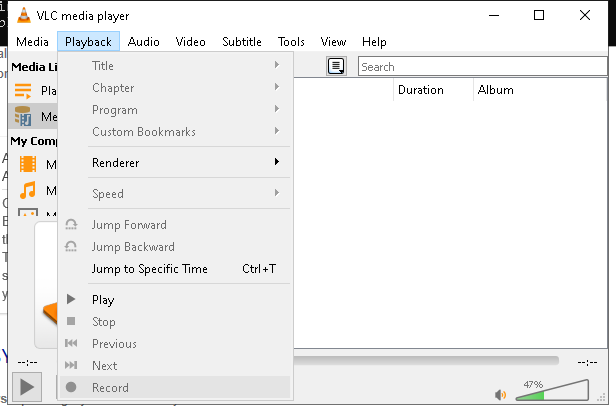 VLC media player
Media Playback Audio Video Subtitle Tools View Help
Media Li
Title
Search
Pla
Chapter
Duration Album
Me
Program
Custom Bookmarks
My Comp
M
Renderer
M
Speed
M
Jump Forward
Jump Backward
Jump to Specific Time Ctrl+T
Play
Stop
Previous
Next
--:-- --:--
Record
47%